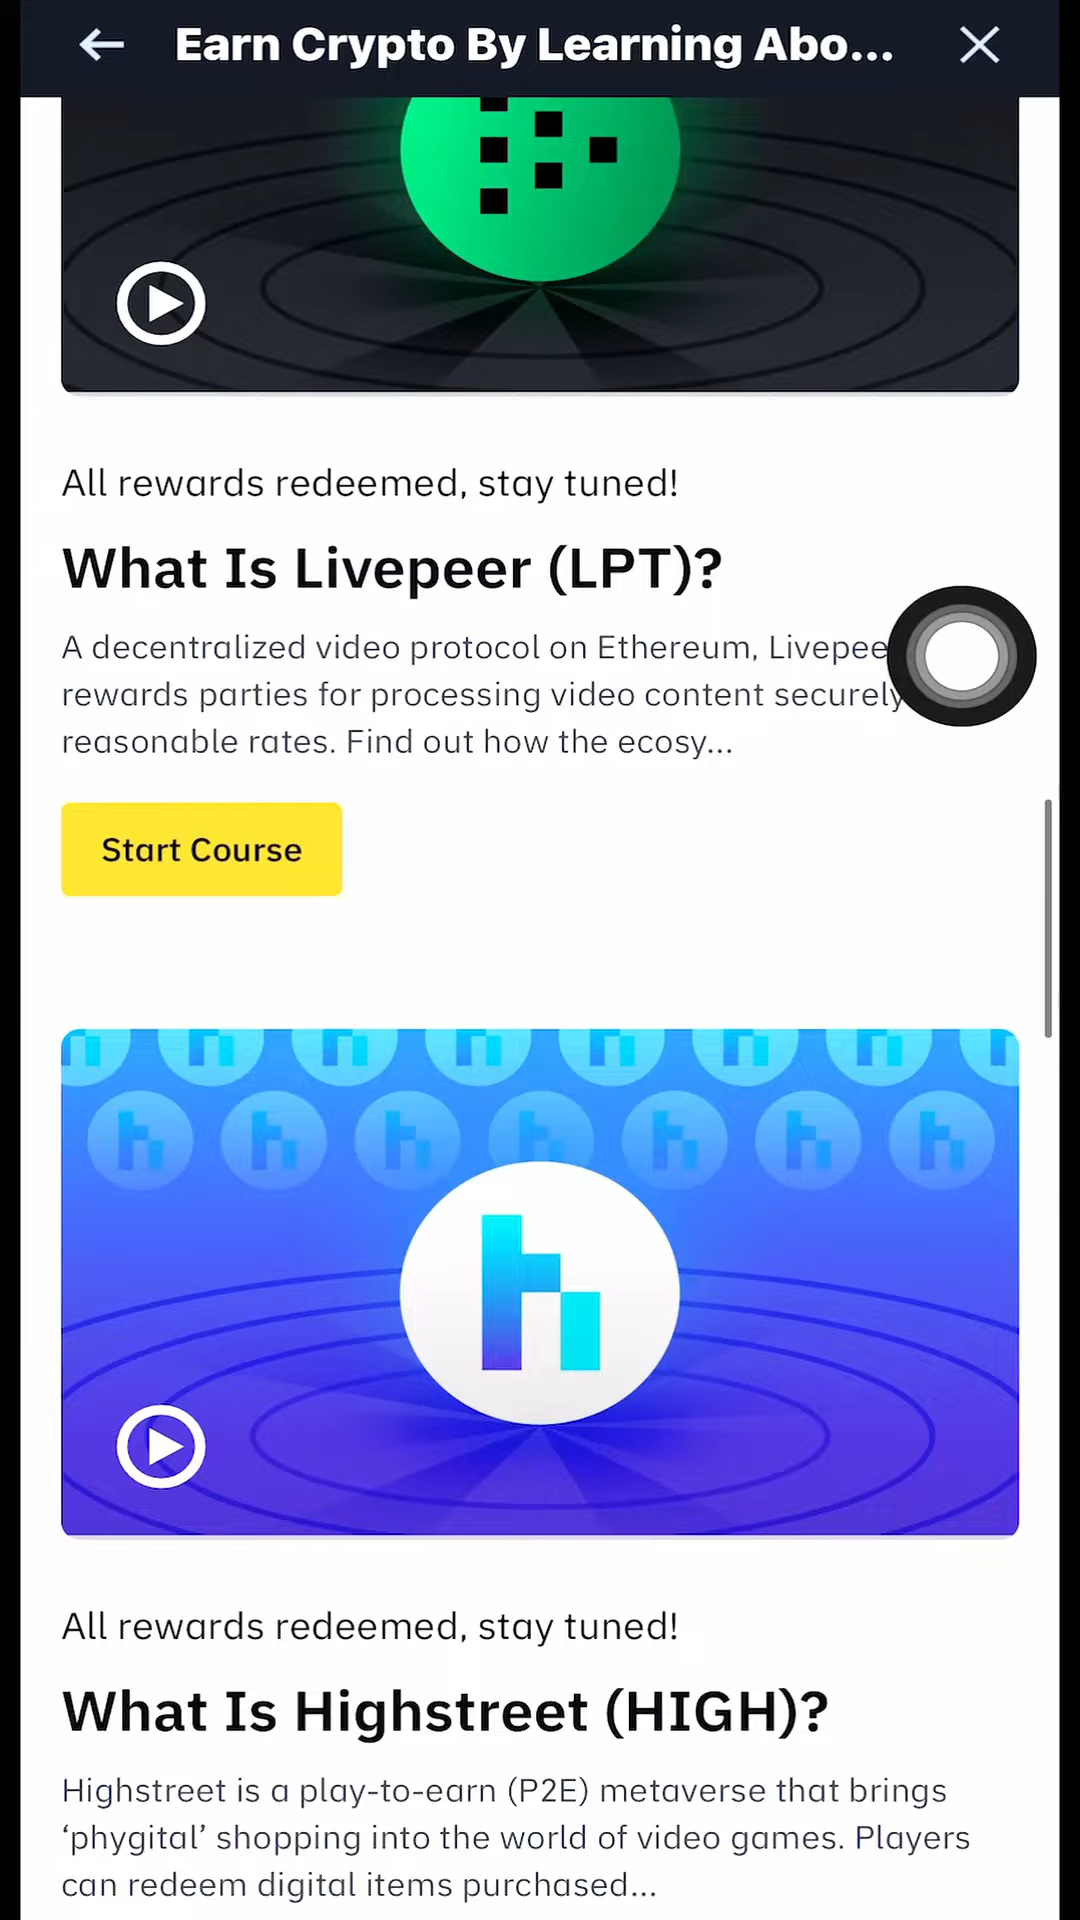 Earn Crypto By Learning Abo...
All rewards redeemed, stay tuned!
What Is Livepeer (LPT)?
A decentralized video protocol on Ethereum, Livepee
rewards parties for processing video content securely
reasonable rates. Find out how the ecosy...
Start Course
All rewards redeemed, stay tuned!
What Is Highstreet (HIGH)?
Highstreet is a play-to-earn (P2E) metaverse that brings
‘phygital’ shopping into the world of video games. Players
can redeem digital items purchased...